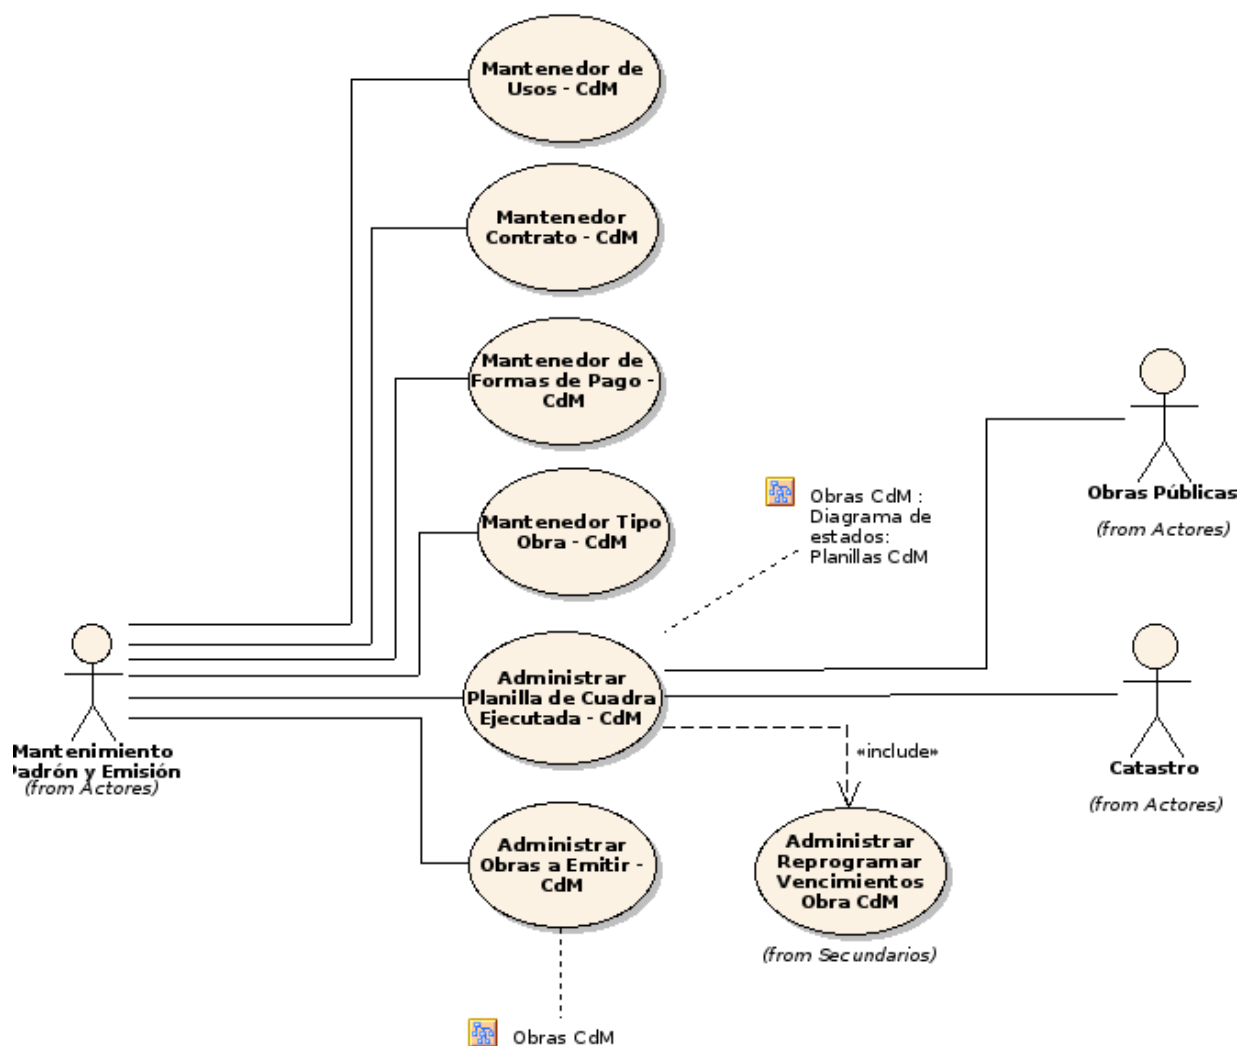 Mantenedor de
Usos - CdM
Mantenedor
Contrato - CdM
Mantenedor de
Formas de Pago -
CdM
Mantenedor Tipo
Obra - CdM
Obras CdM :
Diagrama de
estados:
Planillas CdM
Obras Públicas
(from Actores)
Mantenimiento
Padrón y Emisión
(from Actores)
Administrar
Planilla de Cuadra
Ejecutada - CdM
«include»
Catastro
(from Actores)
Administrar
Obras a Emitir -
CdM
Administrar
Reprogramar
Vencimientos
Obra CdM
(from Secundarios)
Obras CdM